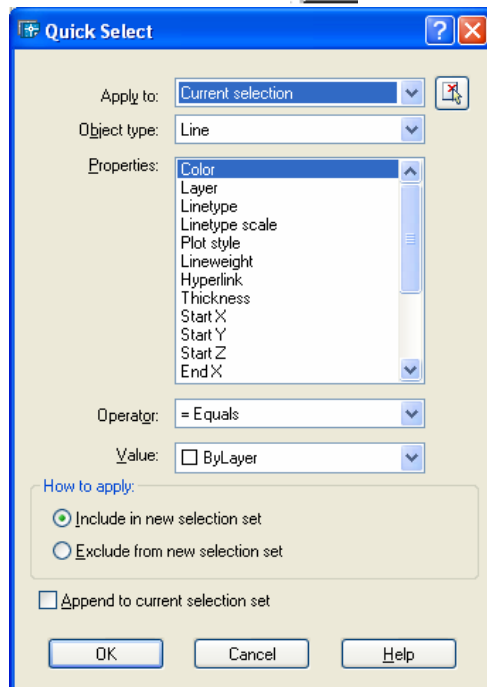 Quick Select
Apply to: Current selection
Object type: Line
Properties: Color
Layer
Linetype
Linetype scale
Plot style
Lineweight
Hyperlink
Thickness
Start X
Start Y
Start Z
End X
Operator: = Equals
Value: ByLayer
How to apply:
Include in new selection set
Exclude from new selection set
Append to current selection set
OK Cancel Help